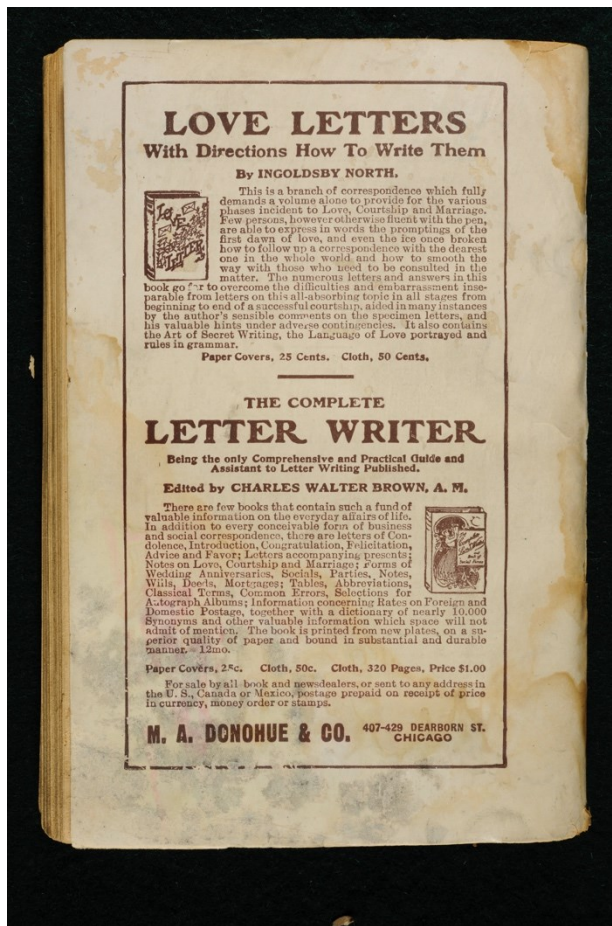 LOVE LETTERS
With Directions How To Write Them
By INGOLDSBY NORTH.
This is a branch of correspondence which fully
demands a volume alone to provide for the various
phases incident to Love, Courtship and Marriage.
Few persons, however otherwise fluent with the pen,
are able to express in words the promptings of the
first dawn of love, and even the ice once broken
how to follow up a correspondence with the dearest
one in the whole world and how to smooth the
way with those who need to be consulted in the
matter. The numerous letters and answers in this
book go far to overcome the difficulties and embarrassment inse-
parable from letters on this all-absorbing topic in all stages from
beginning to end of a successful courtship, aided in many instances
by the author's sensible comments on the specimen letters, and
his valuable hints under adverse contingencies. It also contains
the Art of Secret Writing, the Language of Love portrayed and
rules in grammar.
Paper Covers, 25 Cents. Cloth, 50 Cents.
THE COMPLETE
LETTER WRITER
Being the only Comprehensive and Practical Guide and
Assistant to Letter Writing Published.
Edited by CHARLES WALTER BROWN, A. M.
There are few books that contain such a fund of
valuable information on the everyday affairs of life.
In addition to every conceivable form of business
and social correspondence, there are letters of Con-
dolence, Introduction, Congratulation, Felicitation,
Advice and Favor; Letters accompanying presents;
Notes on Love, Courtship and Marriage; Forms of
Wedding Anniversaries, Socials, Parties, Notes,
Wills, Deeds, Mortgages; Tables, Abbreviations,
Classical Terms, Common Errors, Selections for
Autograph Albums; Information concerning Rates on Foreign and
Domestic Postage, together with a dictionary of nearly 10,000
Synonyms and other valuable information which space will not
admit of mention. The book is printed from new plates, on a su-
perior quality of paper and bound in substantial and durable
manner. 12mo.
Paper Covers, 25c. Cloth, 50c. Cloth, 320 Pages, Price $1.00
For sale by all book and newsdealers, or sent to any address in
the U. S., Canada or Mexico, postage prepaid on receipt of price
in currency, money order or stamps.
M. A. DONOHUE & CO. 407-429 DEARBORN ST.
CHICAGO